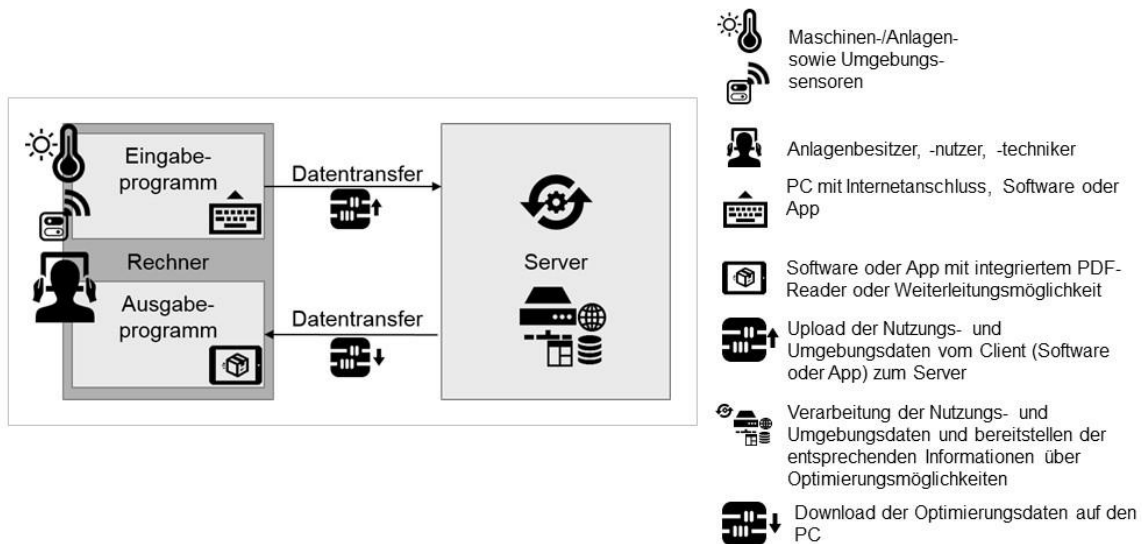 Eingabe-
programm
Datentransfer
Rechner
Server
Ausgabe-
programm
Datentransfer
Maschinen-/Anlagen-
sowie Umgebungs-
sensoren
Anlagenbesitzer, -nutzer, -techniker
PC mit Internetanschluss, Software oder
App
Software oder App mit integriertem PDF-
Reader oder Weiterleitungsmöglichkeit
Upload der Nutzungs- und
Umgebungsdaten vom Client (Software
oder App) zum Server
Verarbeitung der Nutzungs- und
Umgebungsdaten und bereitstellen der
entsprechenden Informationen über
Optimierungsmöglichkeiten
Download der Optimierungsdaten auf den
PC